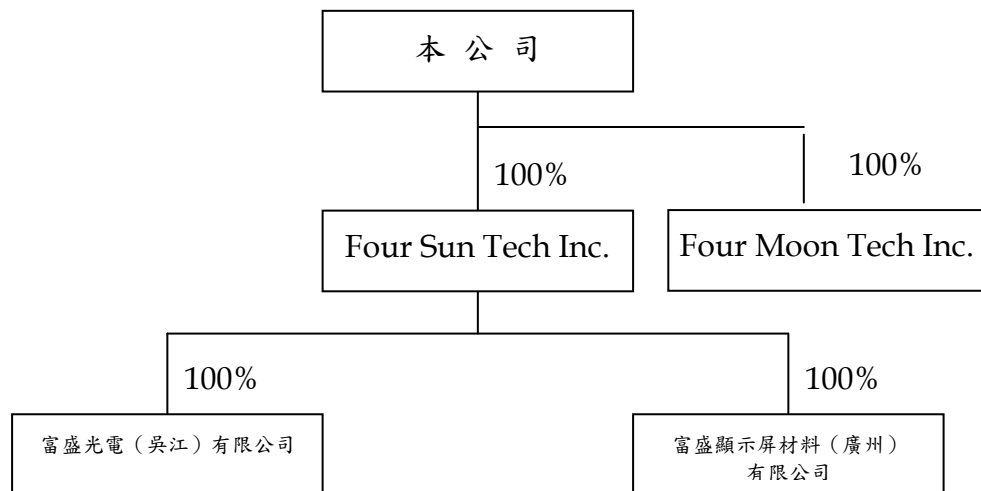 本公司
100%
100%
Four Sun Tech Inc.
Four Moon Tech Inc.
100%
100%
富盛光電（吳江）有限公司
富盛顯示屏材料（廣州）
有限公司